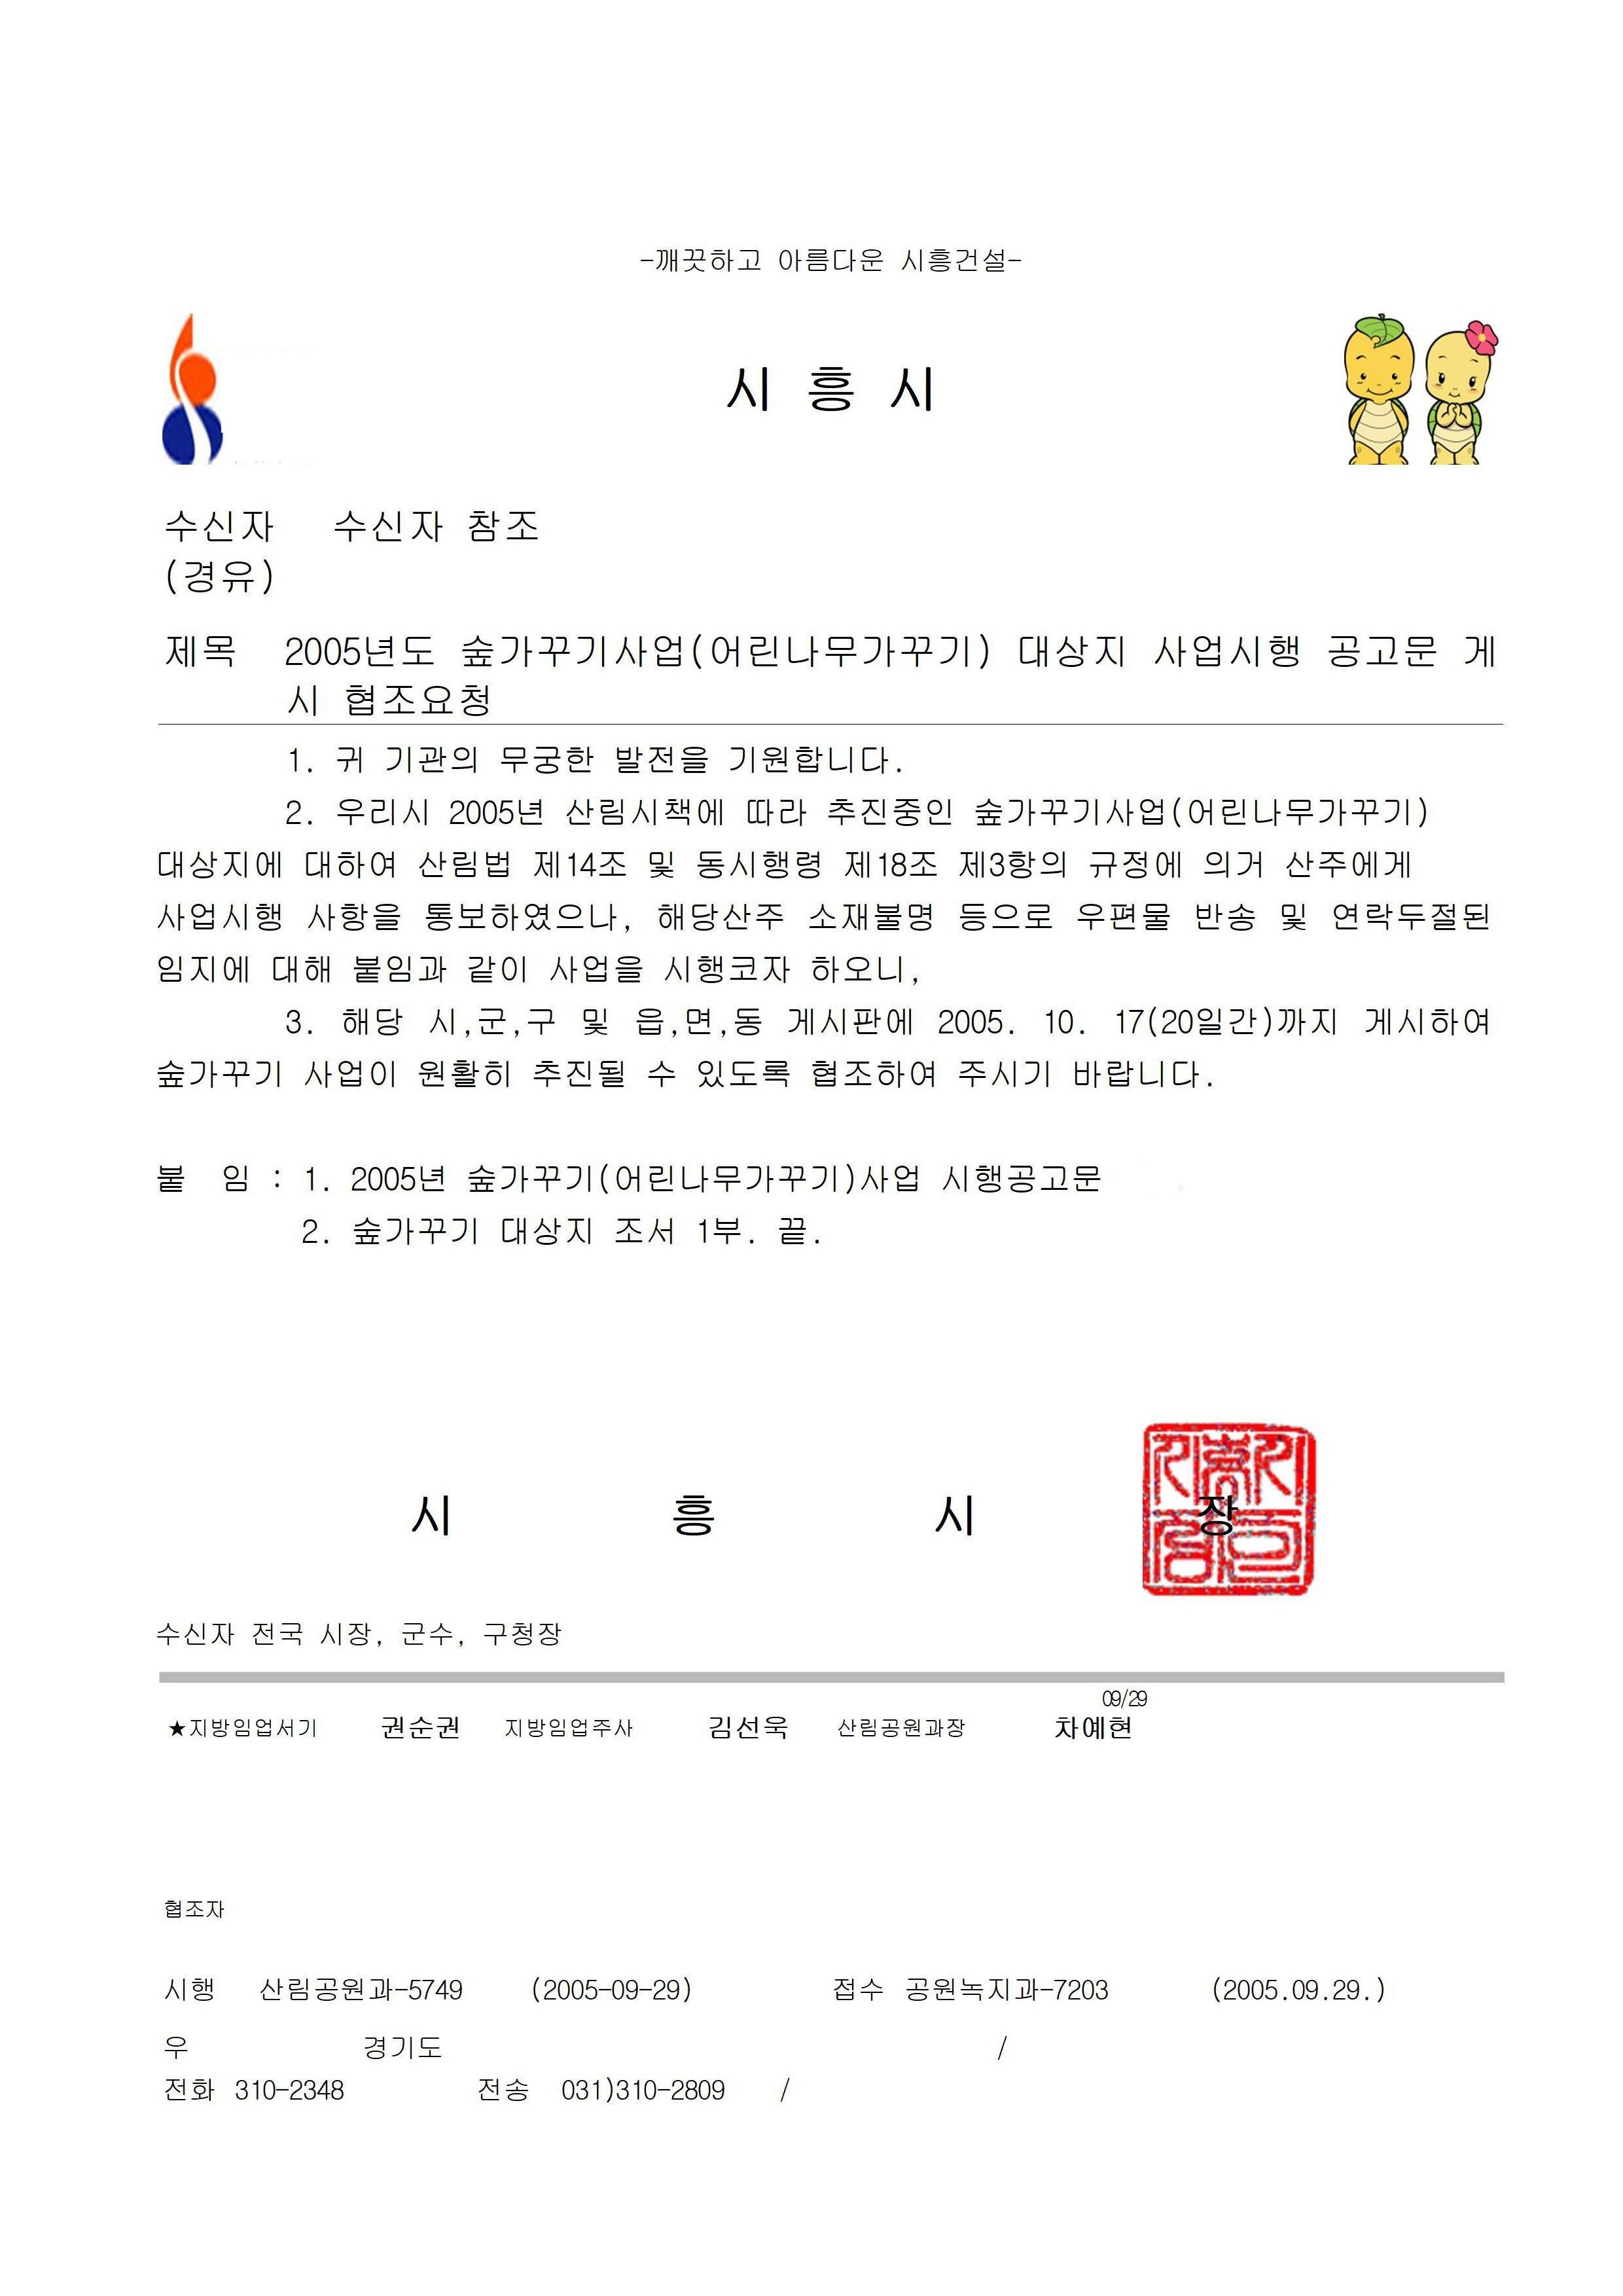 -깨끗하고 아름다운 시흥건설-
시 흥 시
수신자 수신자 참조
(경유)
제목 2005년도 숲가꾸기사업(어린나무가꾸기) 대상지 사업시행 공고문 게
시 협조요청
1. 귀 기관의 무궁한 발전을 기원합니다.
2. 우리시 2005년 산림시책에 따라 추진중인 숲가꾸기사업(어린나무가꾸기)
대상지에 대하여 산림법 제14조 및 동시행령 제18조 제3항의 규정에 의거 산주에게
사업시행 사항을 통보하였으나, 해당산주 소재불명 등으로 우편물 반송 및 연락두절된
임지에 대해 붙임과 같이 사업을 시행코자 하오니,
3. 해당 시,군,구 및 읍,면,동 게시판에 2005. 10. 17(20일간)까지 게시하여
숲가꾸기 사업이 원활히 추진될 수 있도록 협조하여 주시기 바랍니다.
붙 임 : 1. 2005년 숲가꾸기(어린나무가꾸기)사업 시행공고문
2. 숲가꾸기 대상지 조서 1부. 끝.
시 흥 시 장
수신자 전국 시장, 군수, 구청장
09/29
★지방임업서기 권순권 지방임업주사 김선욱 산림공원과장 차예현
협조자
시행 산림공원과-5749 (2005-09-29) 접수 공원녹지과-7203 (2005.09.29.)
우 경기도 /
전화 310-2348 전송 031)310-2809 /